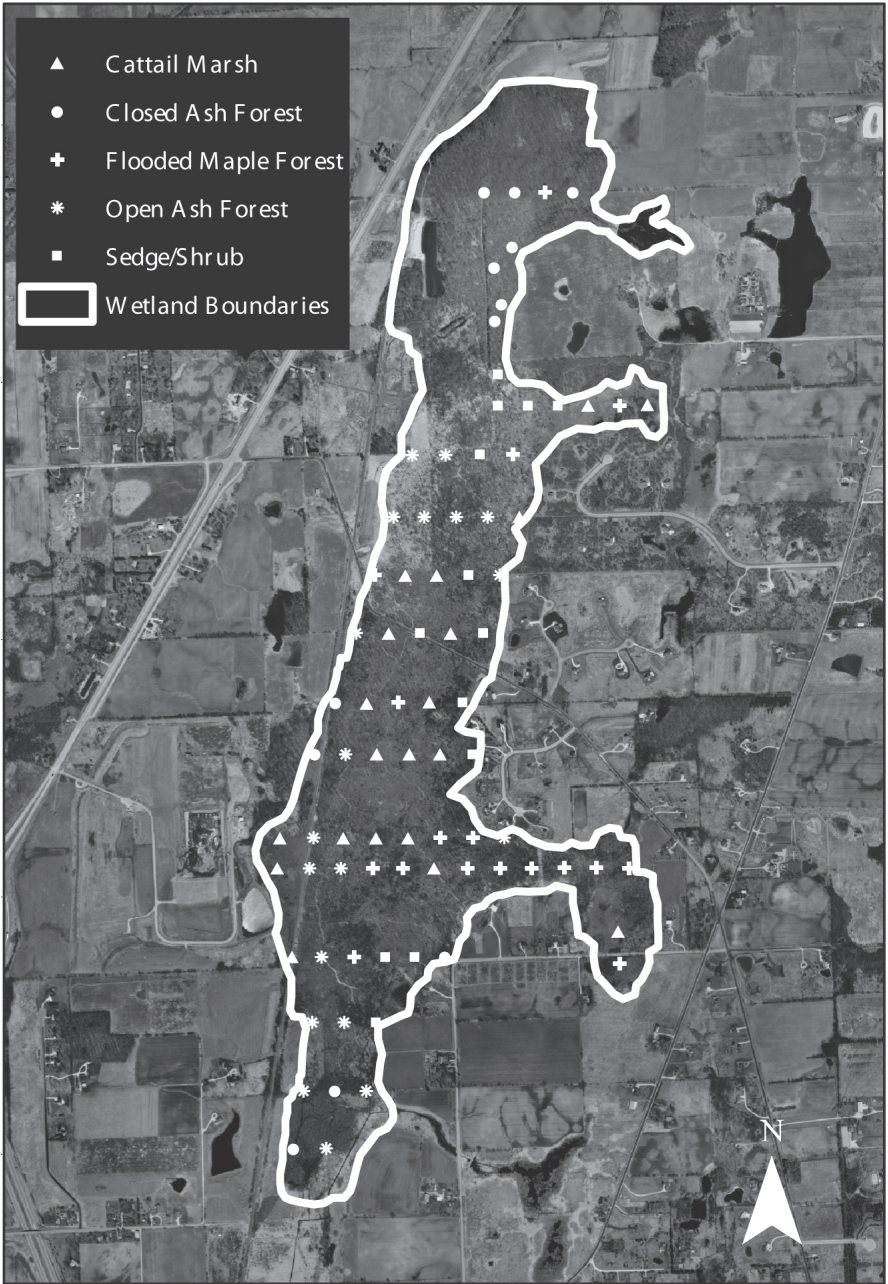 Cattail Marsh
Closed Ash Forest
Flooded Maple Forest
Open Ash Forest
Sedge/Shrub
Wetland Boundaries
N